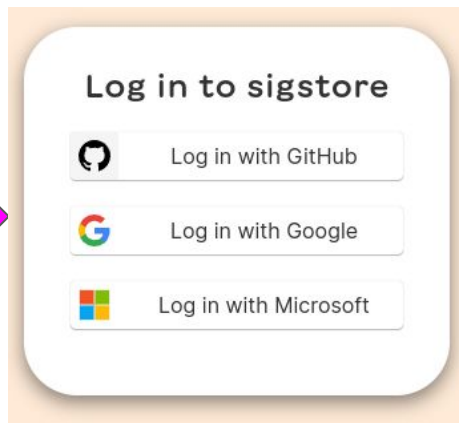 Log in to sigstore
Log in with GitHub
Log in with Google
Log in with Microsoft